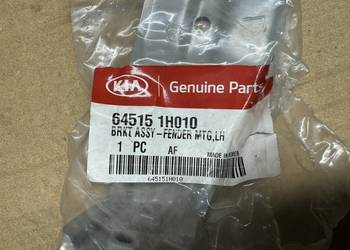 KIA Genuine Parts
64515 1H010
BRKT ASSY-FENDER MTG,LH
1 PC AF
MADE IN KOREA
645151H010